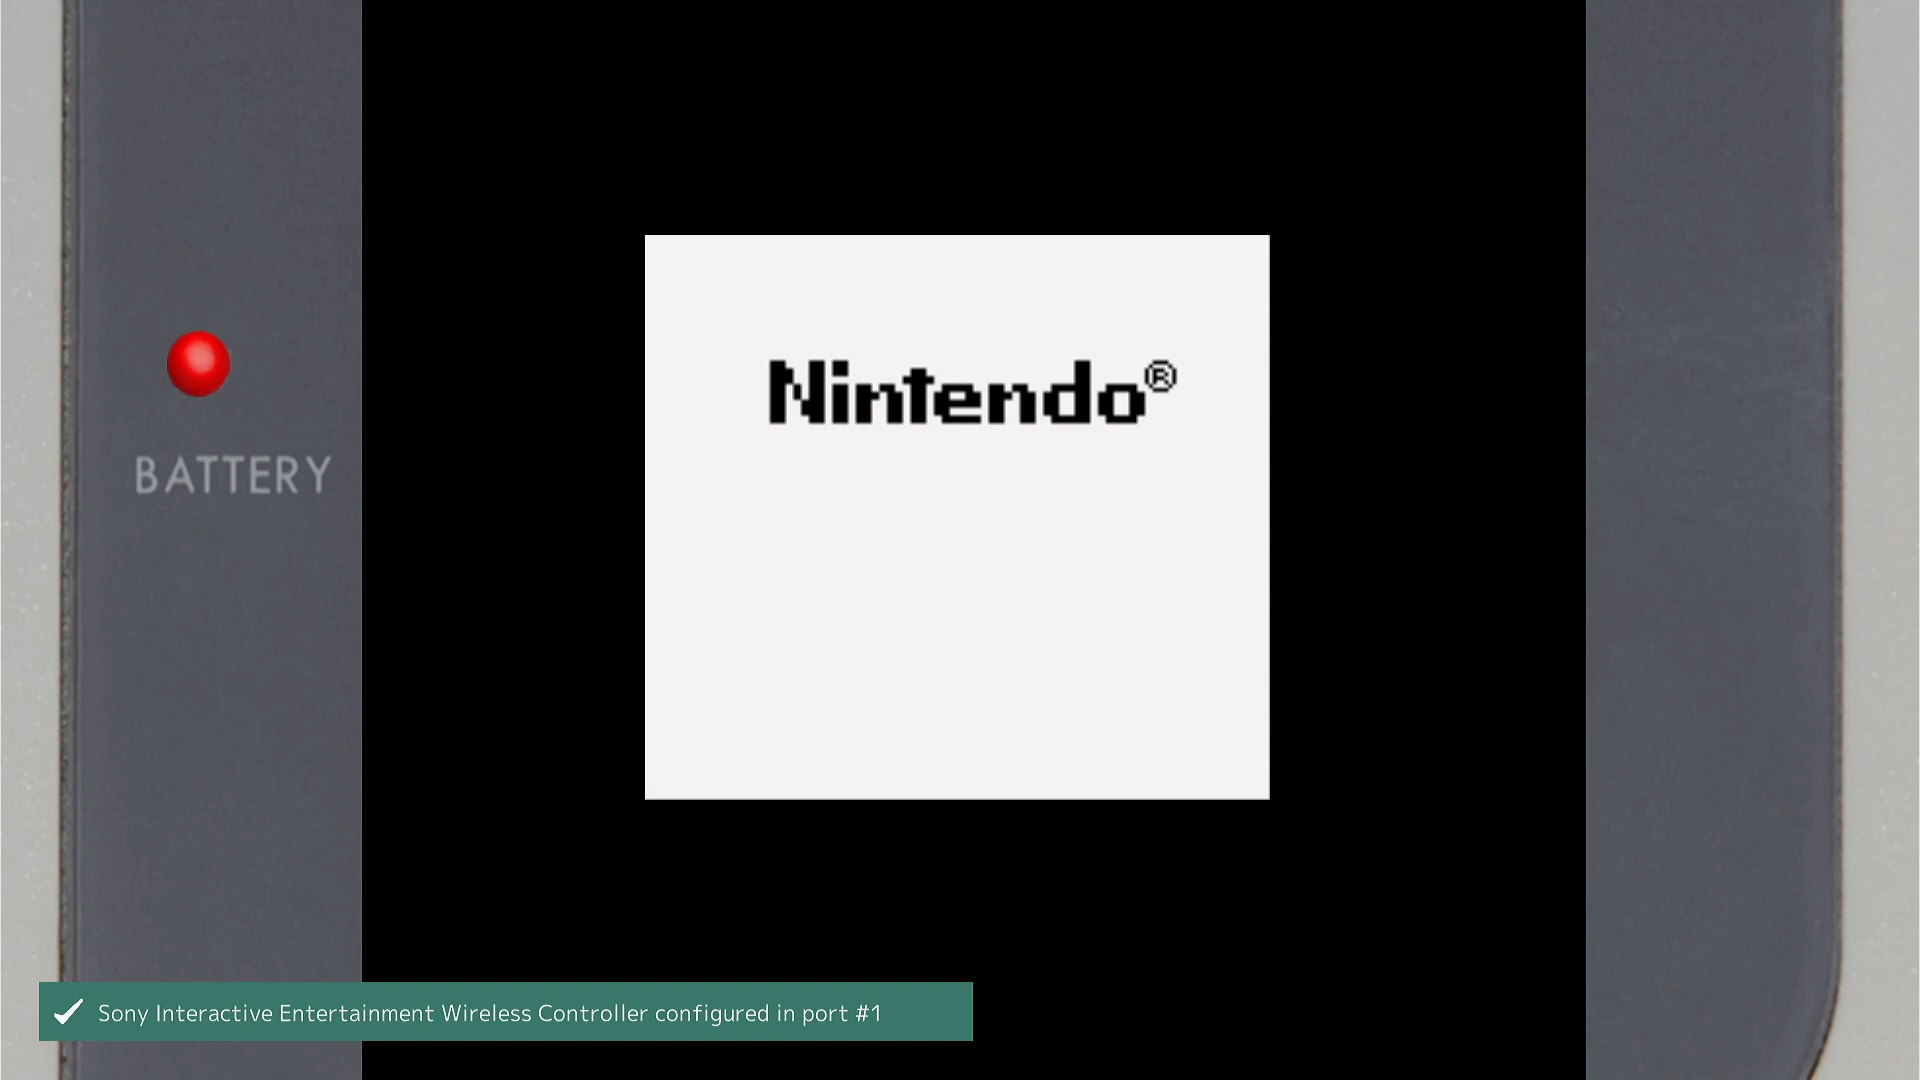 Nintendo®
BATTERY
Sony Interactive Entertainment Wireless Controller configured in port #1